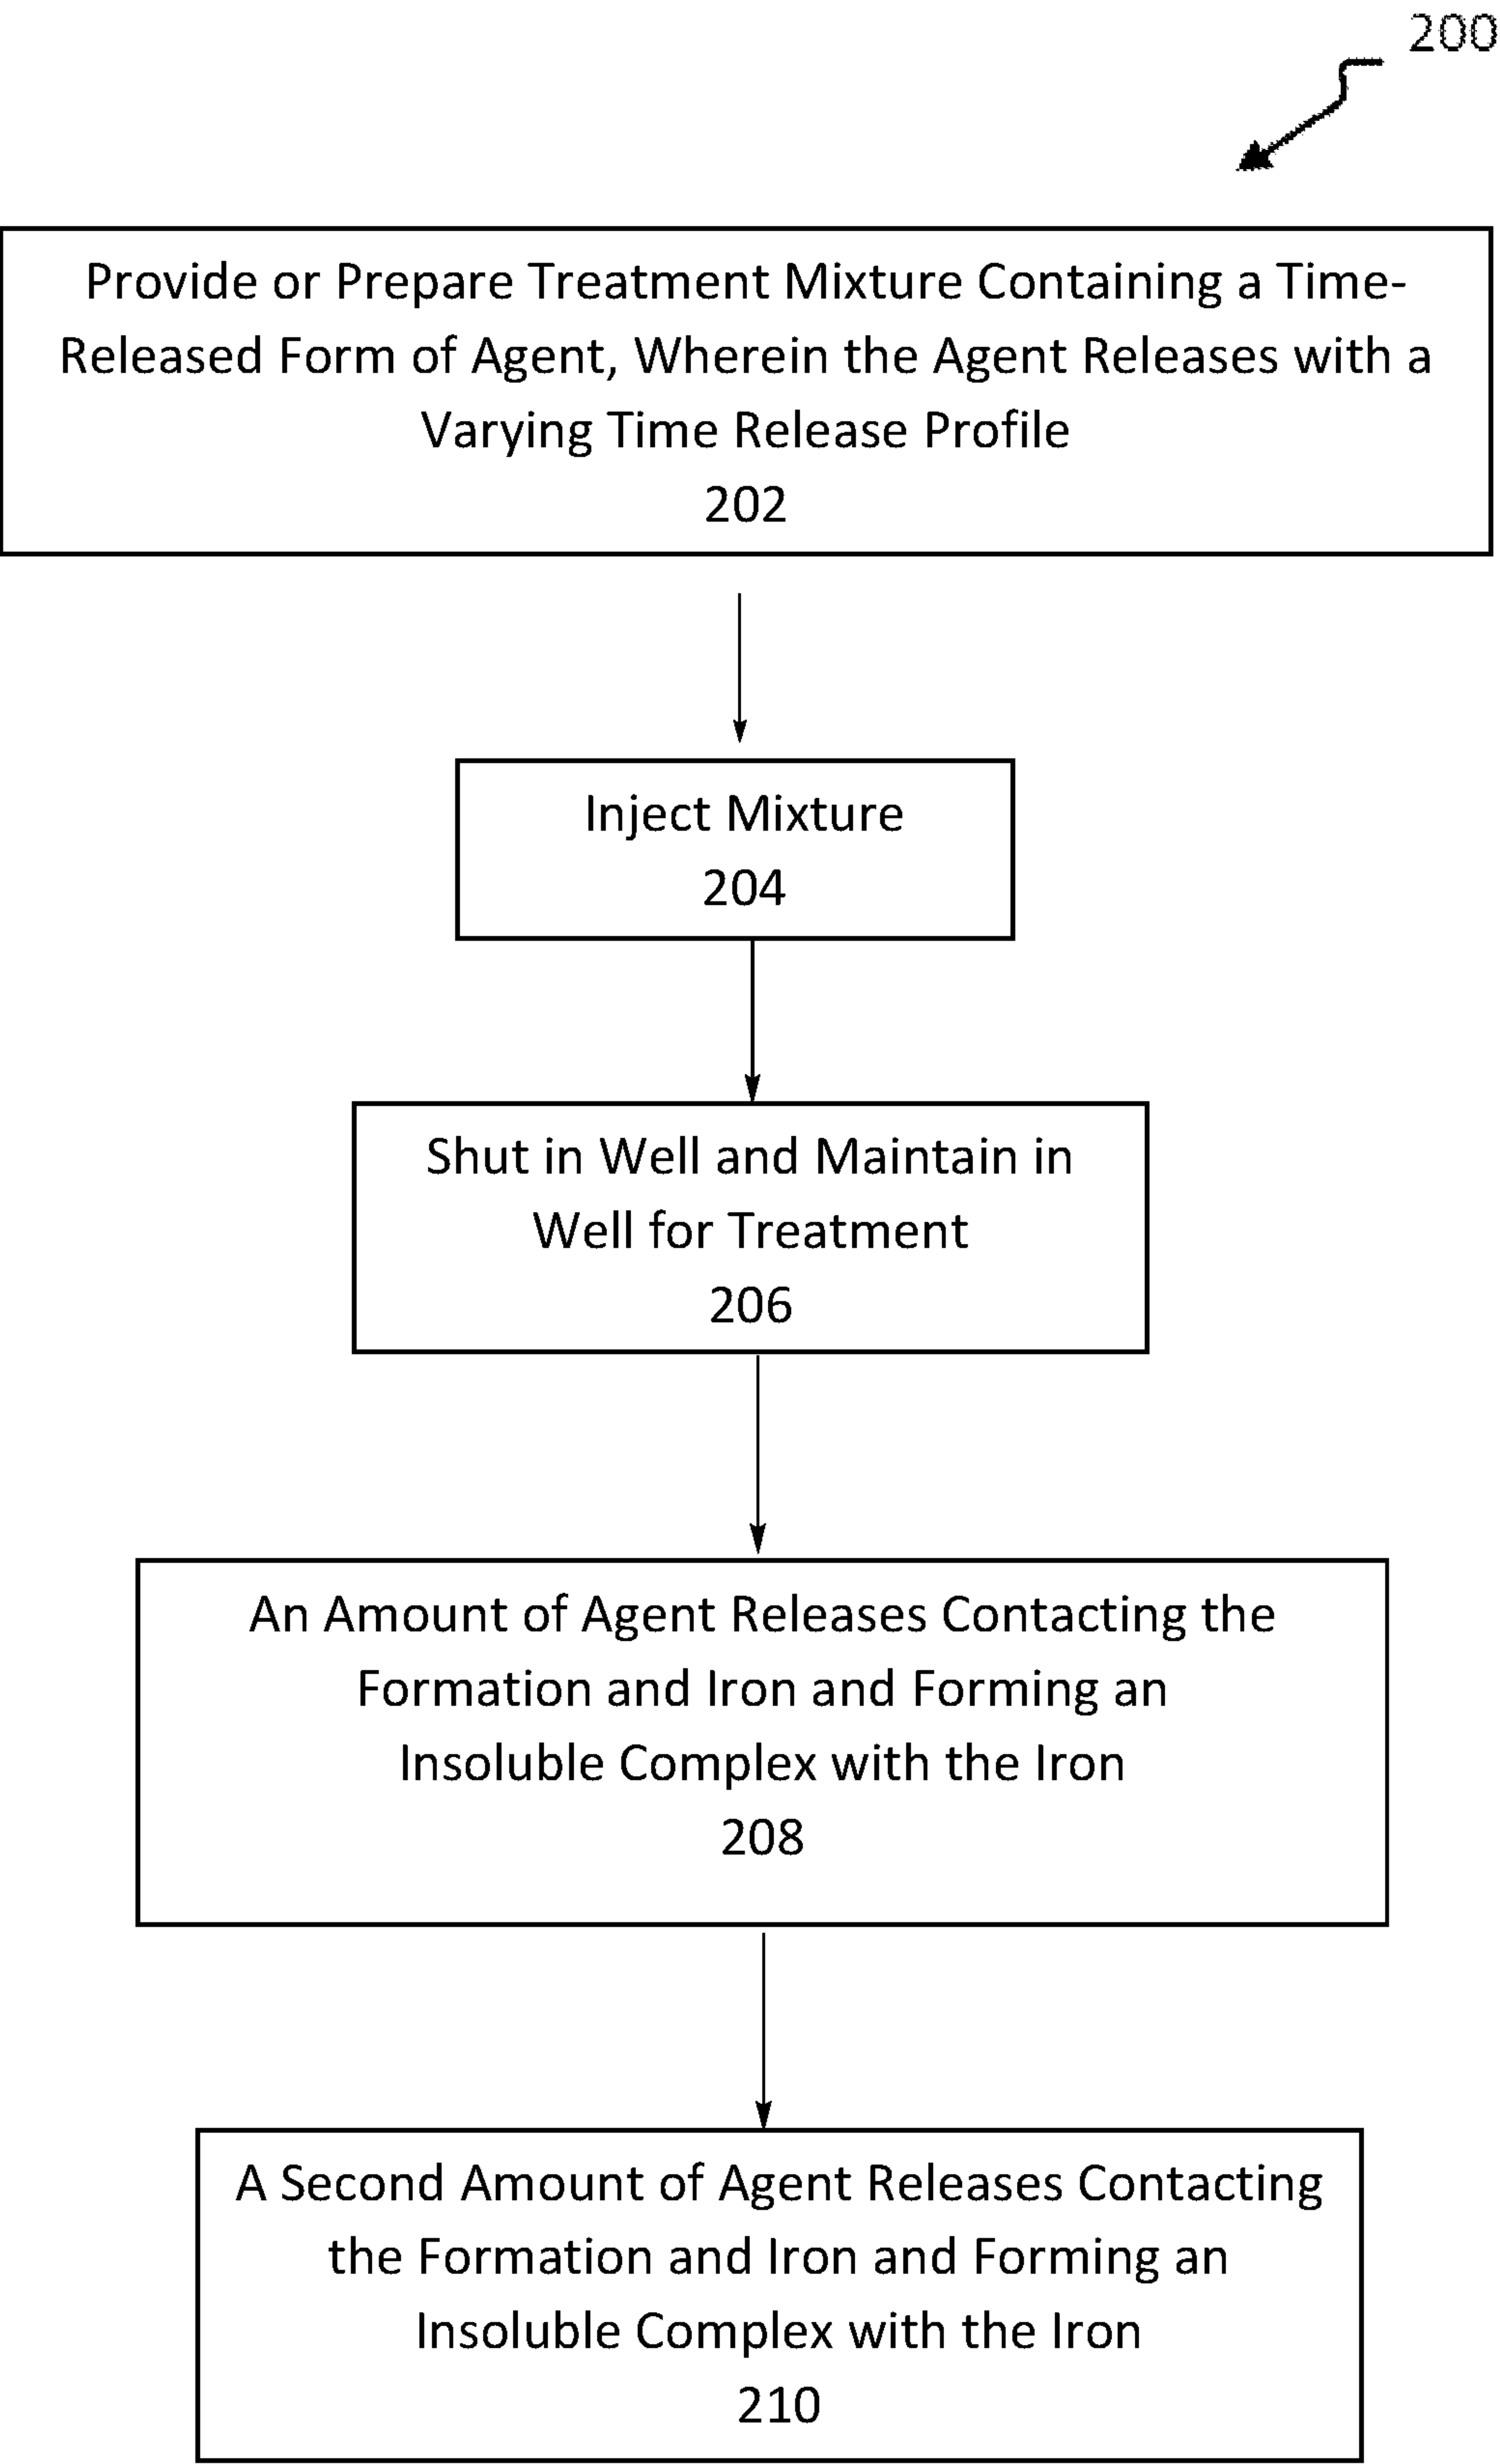 200
Provide or Prepare Treatment Mixture Containing a Time-
Released Form of Agent, Wherein the Agent Releases with a
Varying Time Release Profile
202
Inject Mixture
204
Shut in Well and Maintain in
Well for Treatment
206
An Amount of Agent Releases Contacting the
Formation and Iron and Forming an
Insoluble Complex with the Iron
208
A Second Amount of Agent Releases Contacting
the Formation and Iron and Forming an
Insoluble Complex with the Iron
210